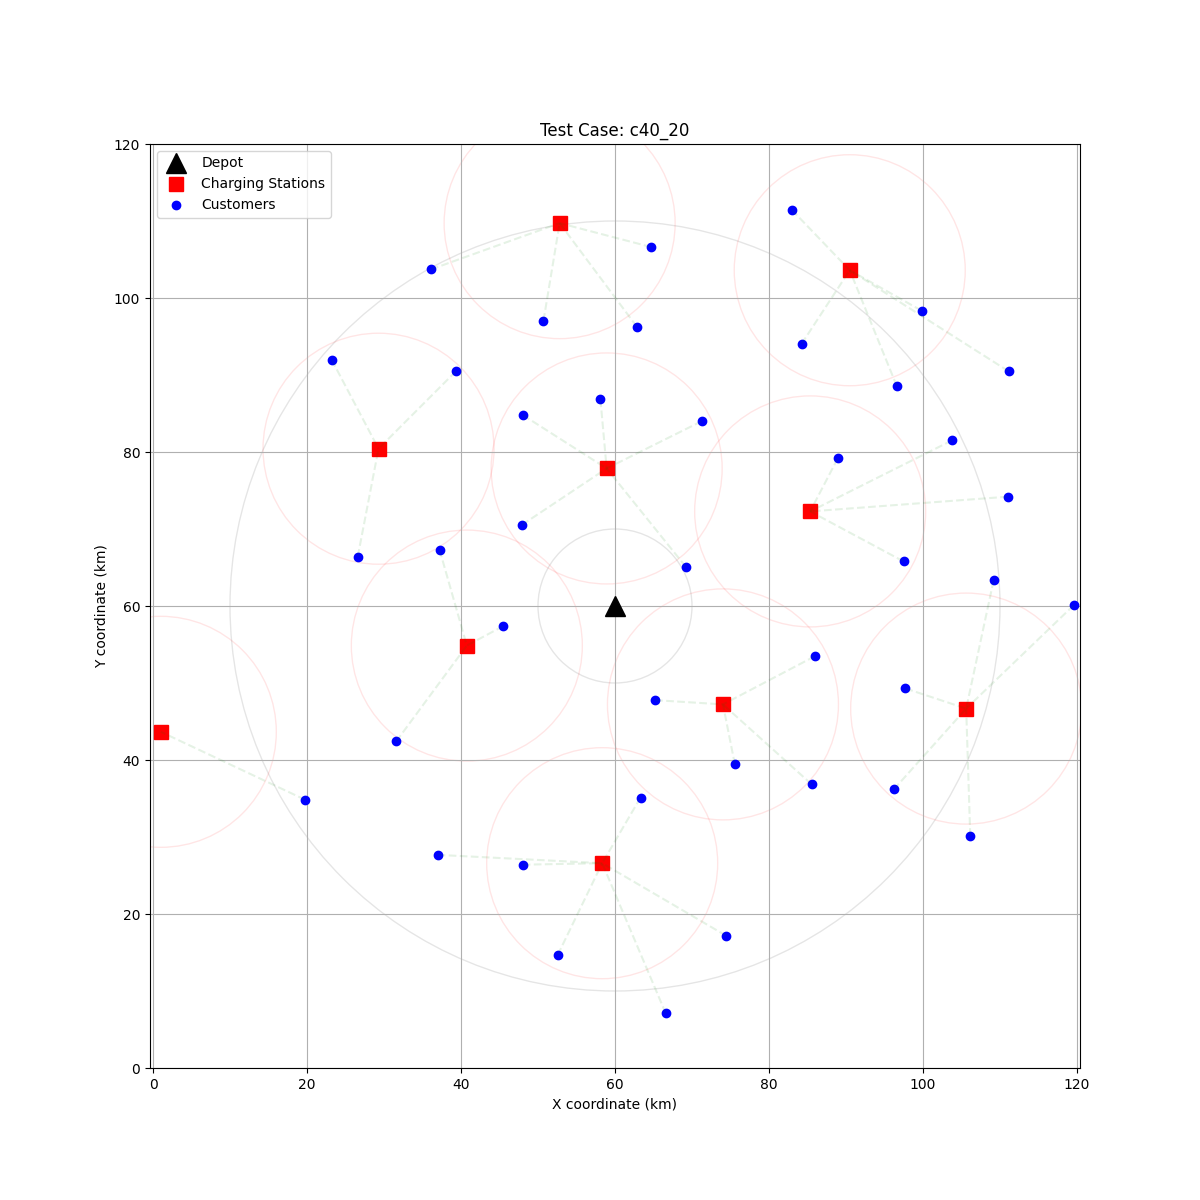 Test Case: c40_20
Depot
Charging Stations
Customers
120
100
80
60
40
20
0
Y coordinate (km)
0 20 40 60 80 100 120
X coordinate (km)